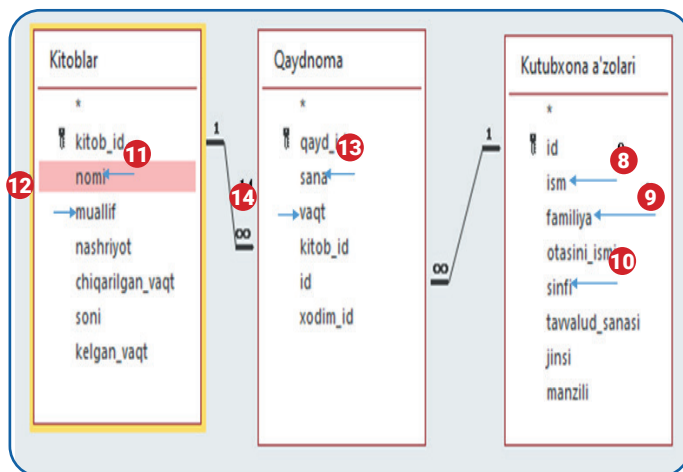 Kitoblar
*
kitob_id
11
12
nomi
muallif
nashriyot
chiqarilgan_vaqt
soni
kelgan_vaqt
1
14
∞
Qaydnoma
*
qayd_id
13
sana
vaqt
kitob_id
id
xodim_id
1
∞
Kutubxona a'zolari
*
id
8
ism
9
familiya
otasini_ismi
10
sinfi
tavvalud_sanasi
jinsi
manzili